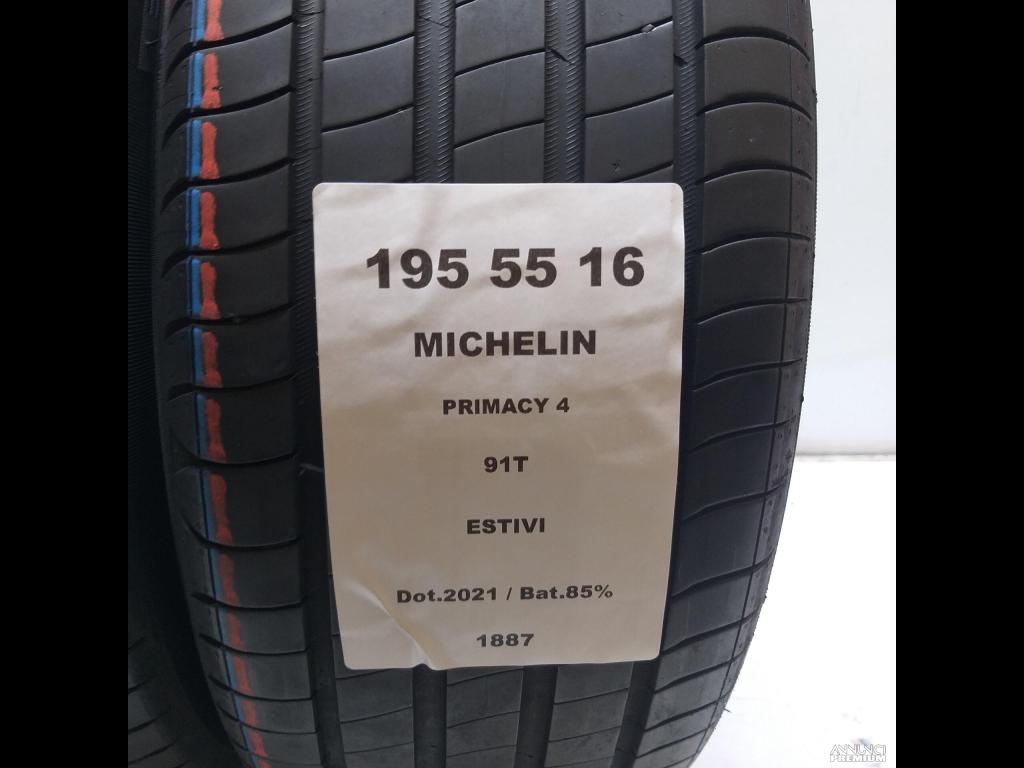 195 55 16
MICHELIN
PRIMACY 4
91T
ESTIVI
Dot.2021 / Bat.85%
1887
ANNUNCI
PREMIUM